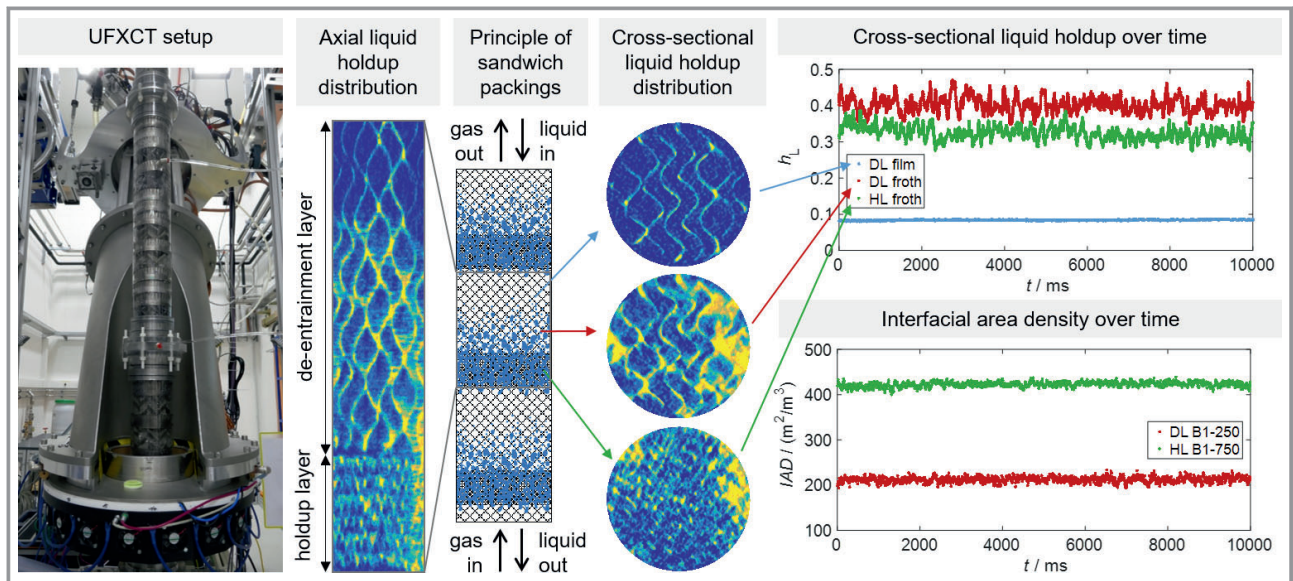 UFXCT setup
Axial liquid
holdup
distribution
Principle of
sandwich
packings
Cross-sectional
liquid holdup
distribution
Cross-sectional liquid holdup over time
de-entrainment layer
holdup layer
gas
out
liquid
in
gas
in
liquid
out
0.5
0.4
0.3
0.2
0.1
0
h_L
DL film
DL froth
HL froth
0 2000 4000 6000 8000 10000
t / ms
Interfacial area density over time
500
400
300
200
100
IAD / (m²/m³)
DL B1-250
HL B1-750
0 2000 4000 6000 8000 10000
t / ms